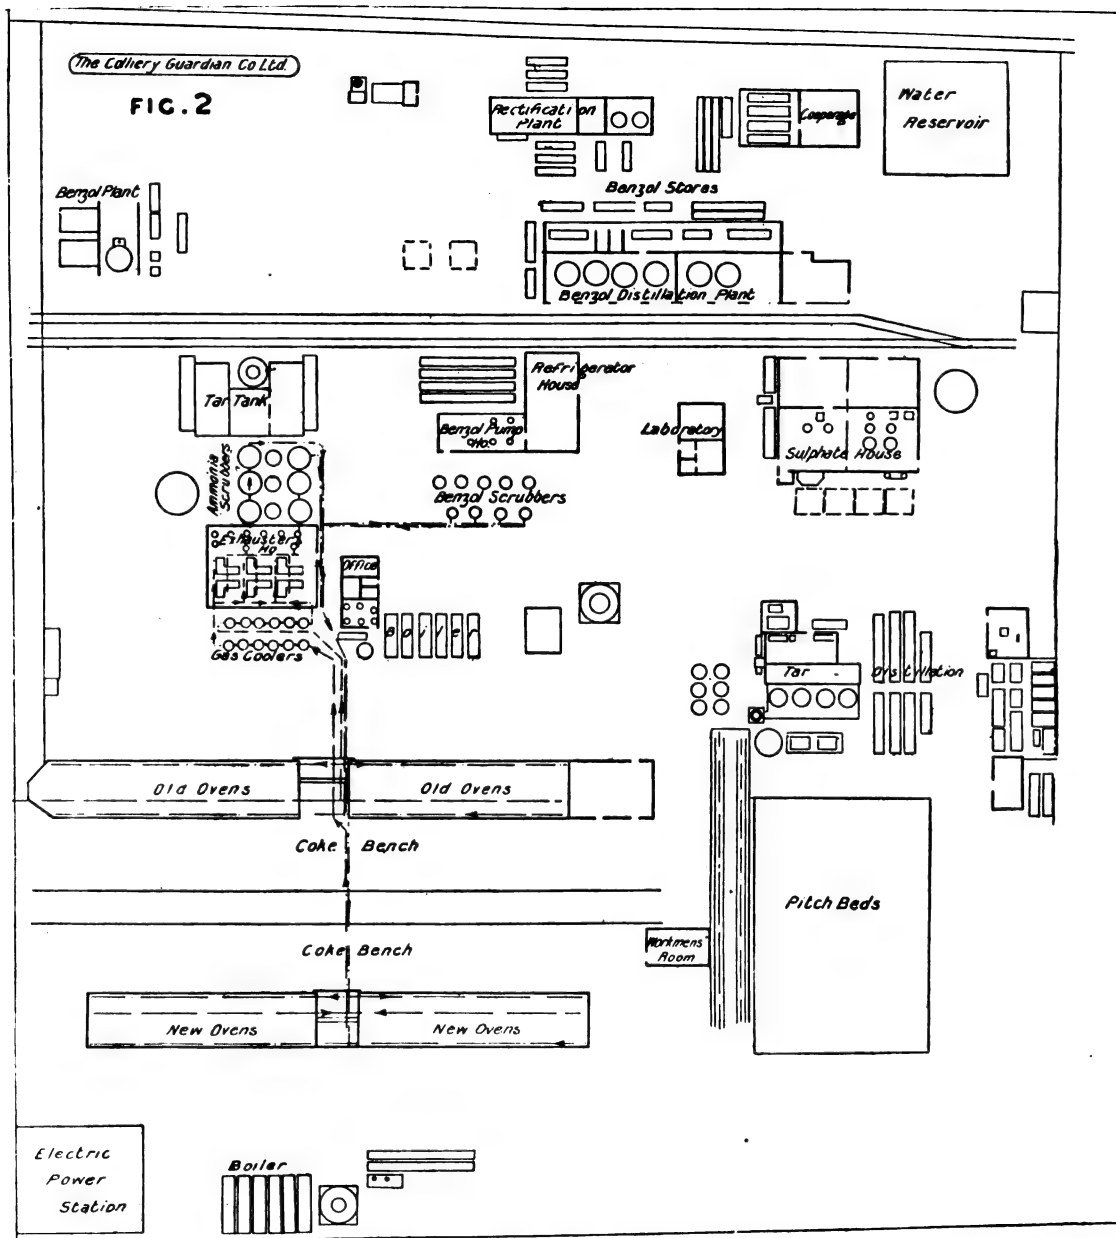 The Colliery Guardian Co Ltd.
FIG. 2
Rectification
Plant
Cooperage
Water
Reservoir
Benzol Plant
Benzol Stores
Benzol Distillation Plant
Tar Tank
Refrigerator
House
Benzol Pump
Ho.
Laboratory
Sulphate House
Ammonia
Scrubbers
Benzol Scrubbers
Exhausters
Ho
Office
Boiler
Gas Coolers
Tar Distillation
Old Ovens
Old Ovens
Coke Bench
Pitch Beds
Coke Bench
Workmens
Room
New Ovens
New Ovens
Electric
Power
Station
Boiler